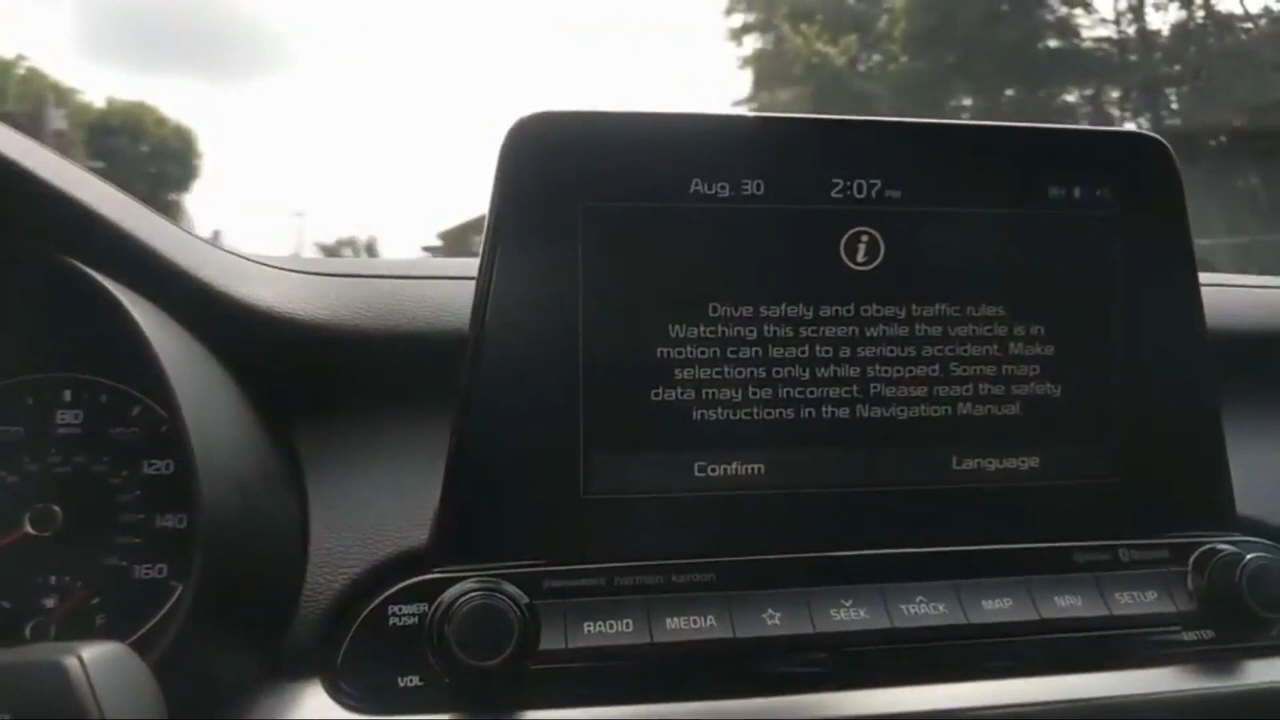 Aug. 30 2:07 PM
i
Drive safely and obey traffic rules.
Watching this screen while the vehicle is in
motion can lead to a serious accident. Make
selections only while stopped. Some map
data may be incorrect. Please read the safety
instructions in the Navigation Manual.
Confirm Language
80
120
140
160
F
harman/kardon
POWER
PUSH
RADIO MEDIA SEEK TRACK MAP NAV SETUP
ENTER
VOL